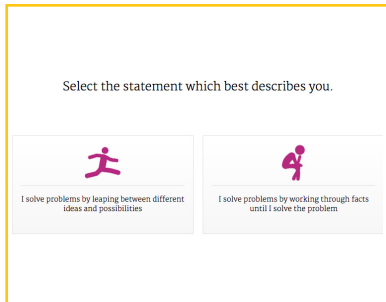 Select the statement which best describes you.
I solve problems by leaping between different
ideas and possibilities
I solve problems by working through facts
until I solve the problem